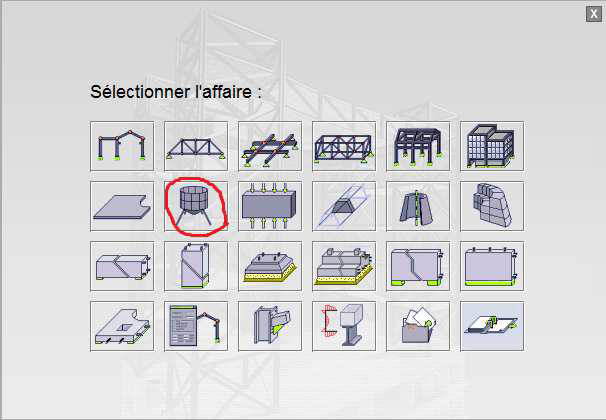 X
Sélectionner l'affaire :